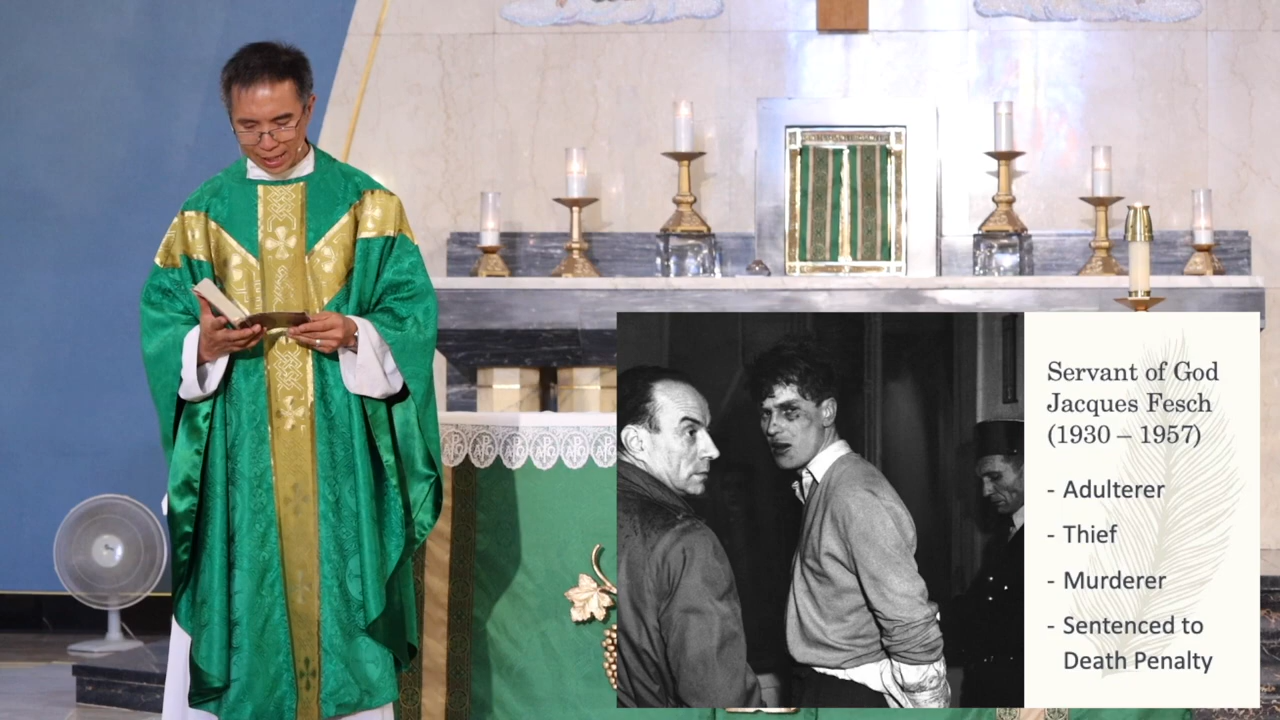 Servant of God
Jacques Fesch
(1930 – 1957)
- Adulterer
- Thief
- Murderer
- Sentenced to
Death Penalty